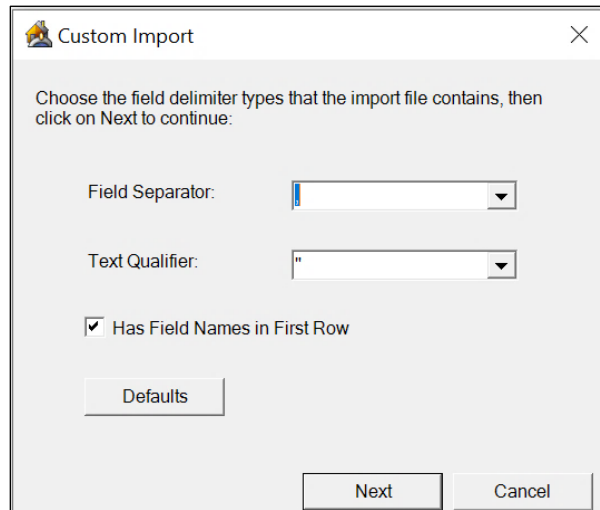 Custom Import
Choose the field delimiter types that the import file contains, then
click on Next to continue:
Field Separator:
,
Text Qualifier:
"
Has Field Names in First Row
Defaults
Next
Cancel